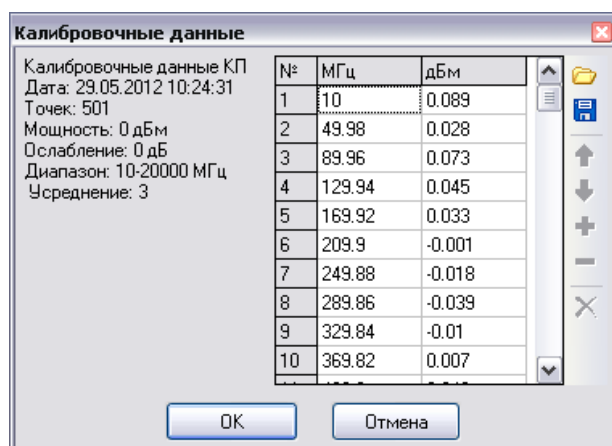 Калибровочные данные
Калибровочные данные КП
Дата: 29.05.2012 10:24:31
Точек: 501
Мощность: 0 дБм
Ослабление: 0 дБ
Диапазон: 10-20000 МГц
Усреднение: 3
№ МГц дБм
1 10 0.089
2 49.98 0.028
3 89.96 0.073
4 129.94 0.045
5 169.92 0.033
6 209.9 -0.001
7 249.88 -0.018
8 289.86 -0.039
9 329.84 -0.01
10 369.82 0.007
OK Отмена